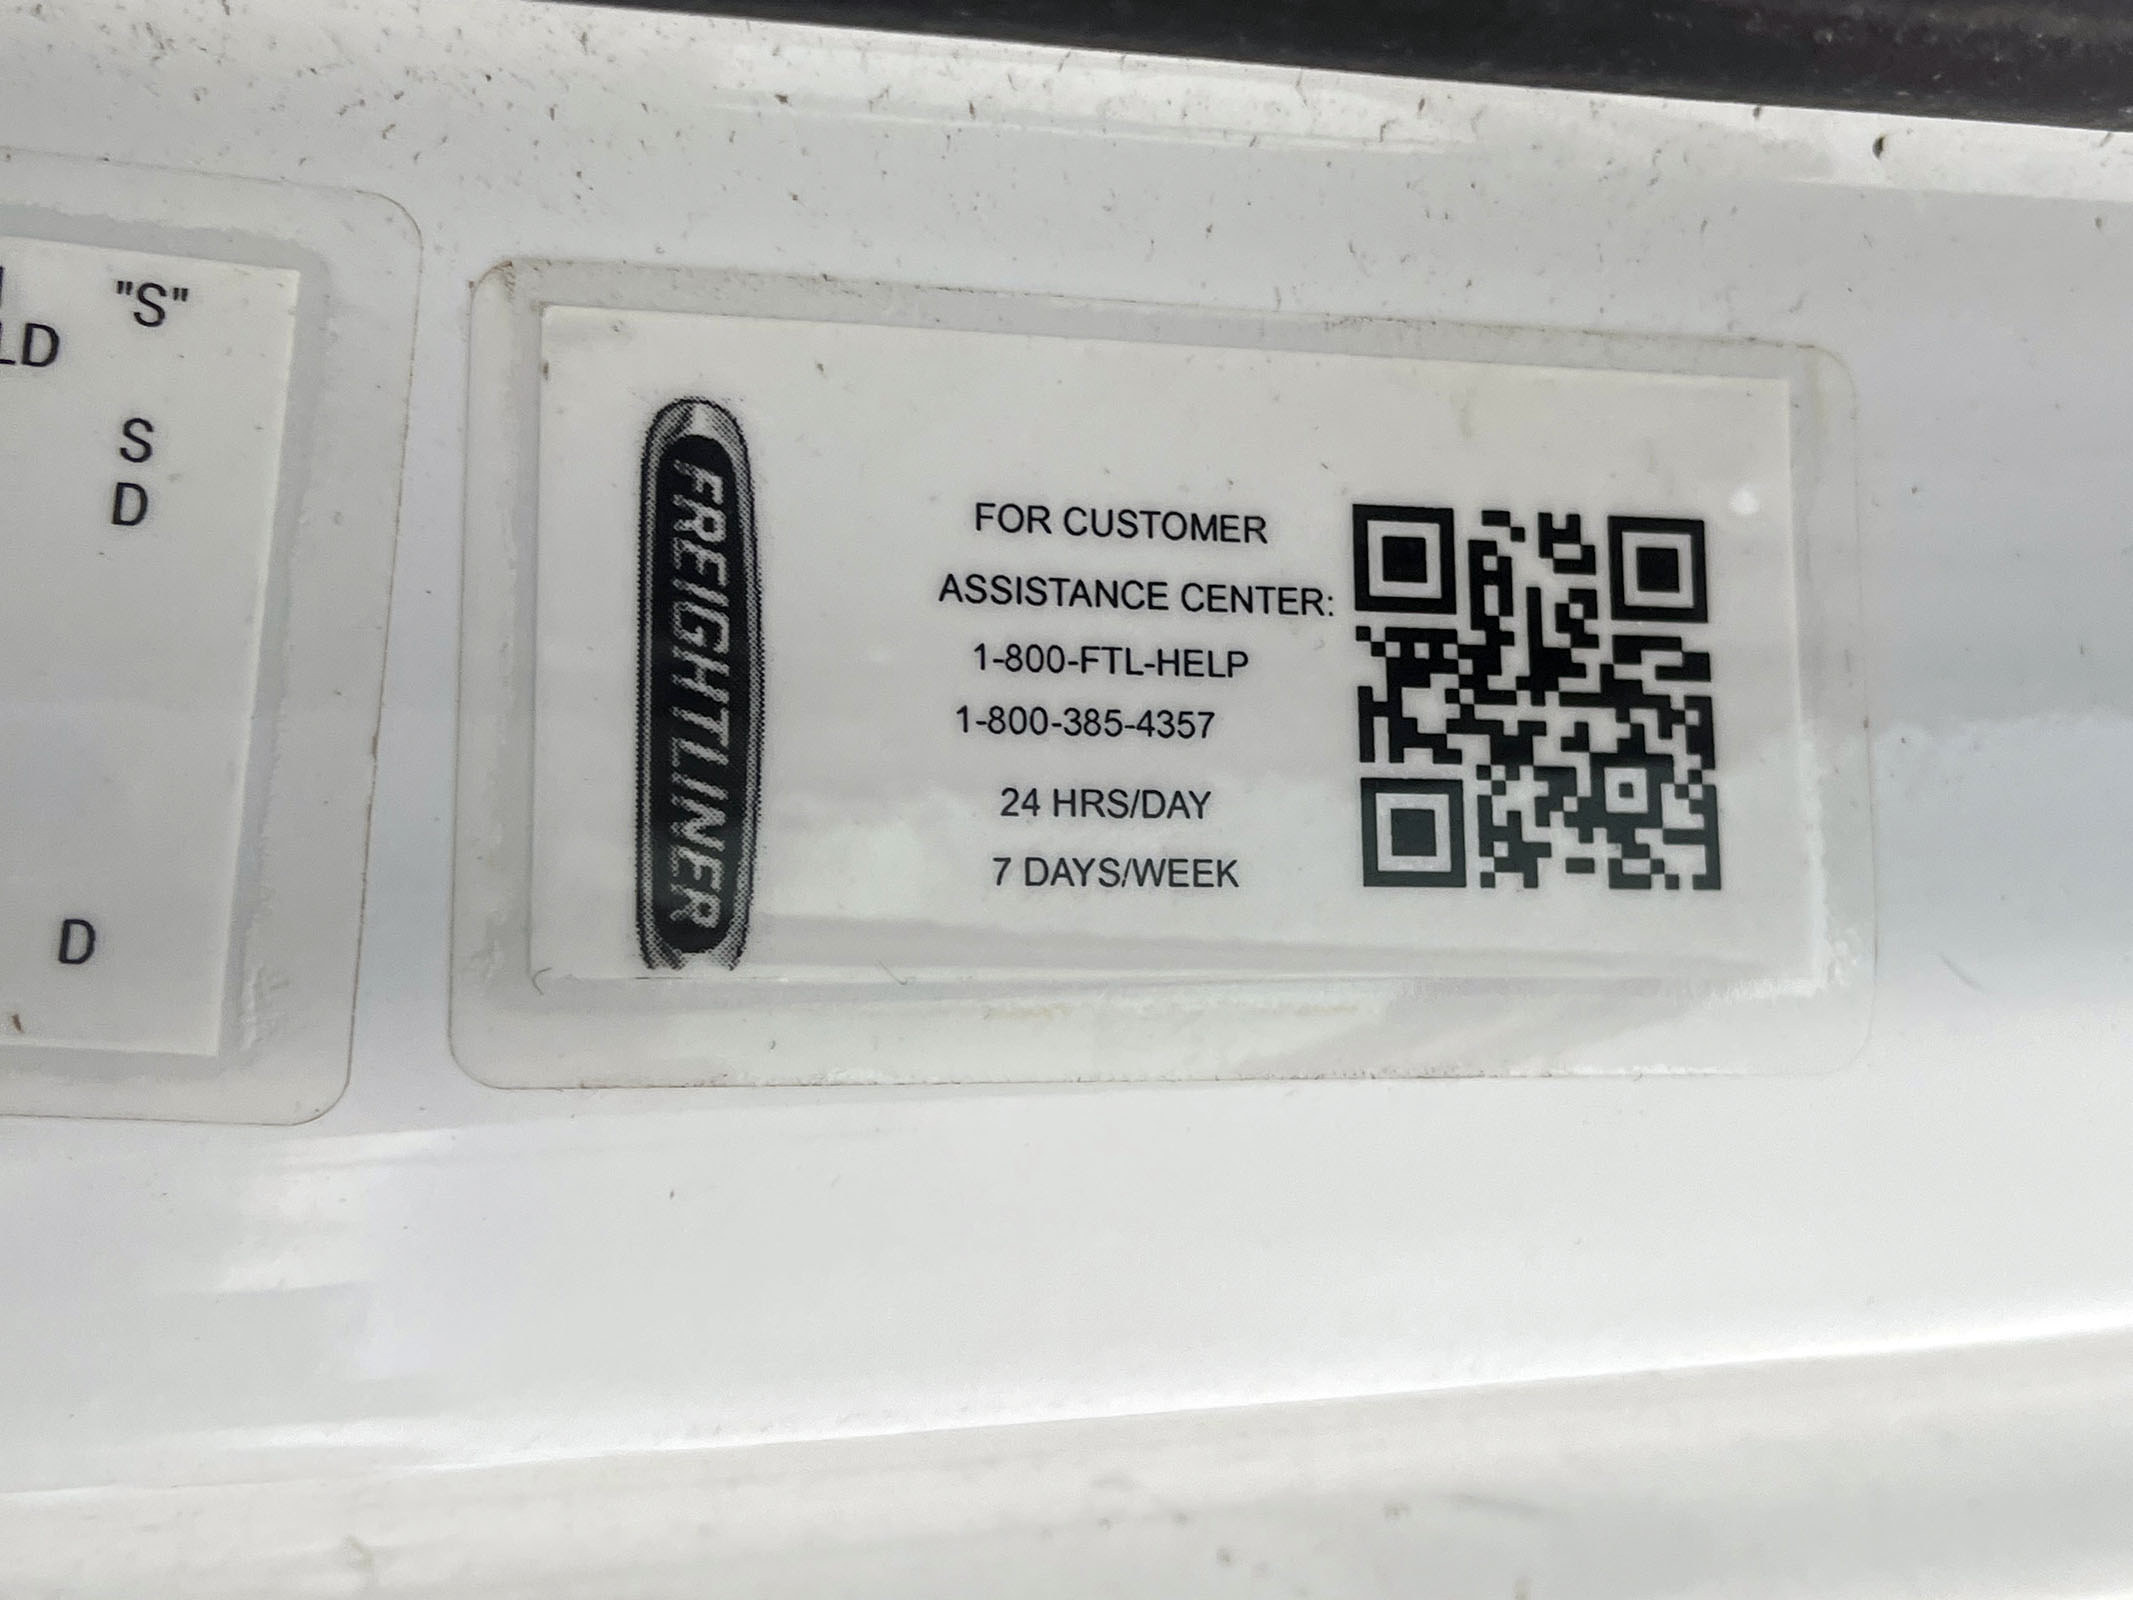 "S"
LD
S
D
D
FREIGHTLINER
FOR CUSTOMER
ASSISTANCE CENTER:
1-800-FTL-HELP
1-800-385-4357
24 HRS/DAY
7 DAYS/WEEK